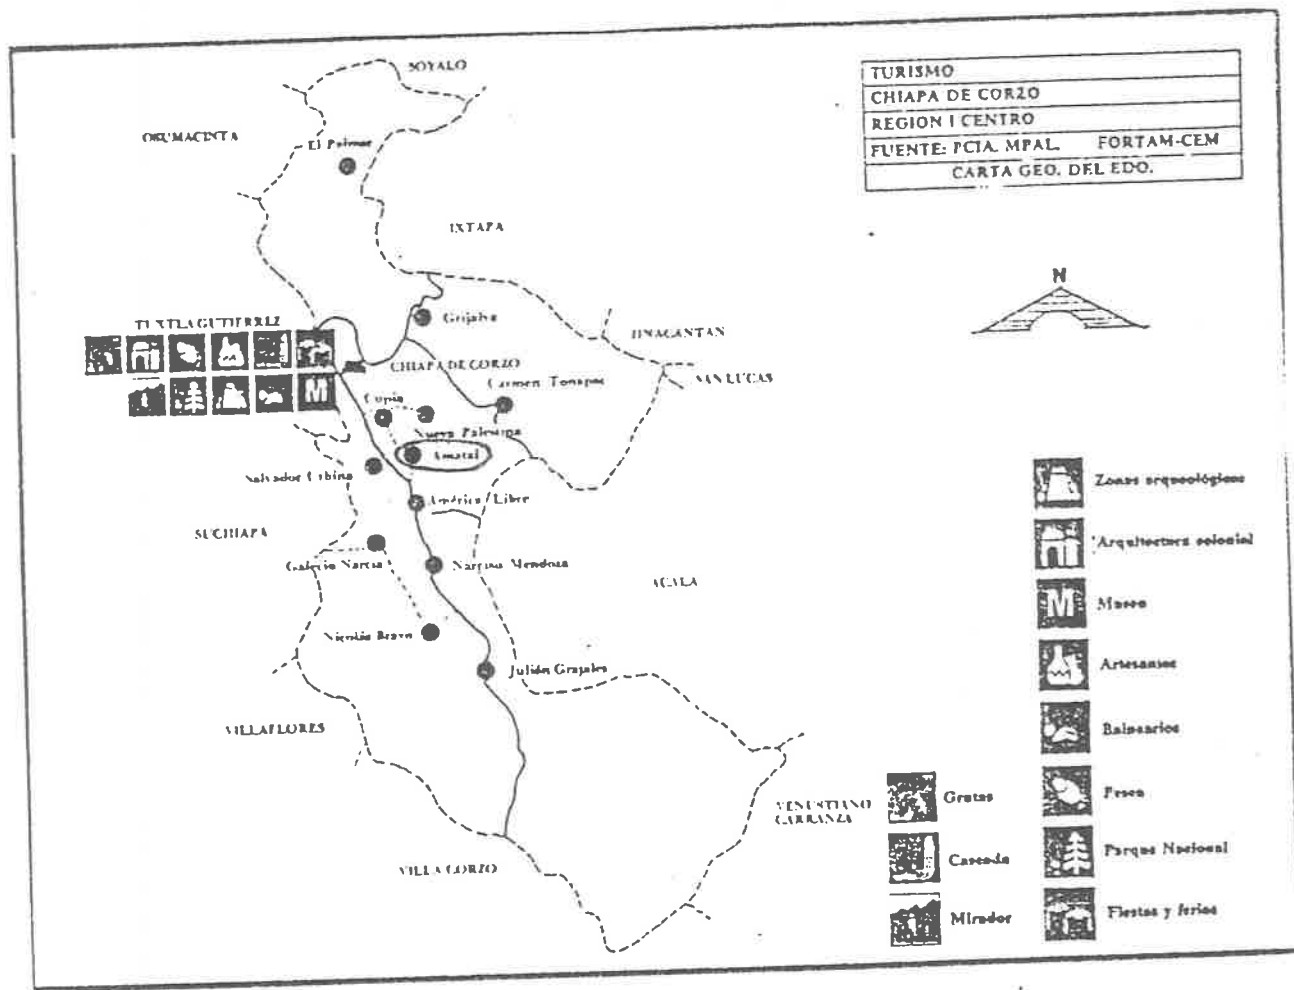 TURISMO
CHIAPA DE CORZO
REGION I CENTRO
FUENTE: PCIA. MPAL. FORTAM-CEM
CARTA GEO. DEL EDO.
SOYALO
OSUMACINTA
El Palmar
IXTAPA
N
TUXTLA GUTIERREZ
Grijalva
ZINACANTAN
CHIAPA DE CORZO
SAN LUCAS
Carmen Tonapac
Copia
Nueva Palestina
Amatal
Salvador Urbina
América Libre
SUCHIAPA
Galecio Narcia
Narciso Mendoza
ACALA
Nicolás Bravo
Julián Grajales
VILLAFLORES
VENUSTIANO
CARRANZA
VILLA CORZO
Zonas arqueológicas
Arquitectura colonial
M
Museo
Artesanias
Balnearios
Grutas
Pesca
Cascada
Parque Nacional
Mirador
Fiestas y ferias
M